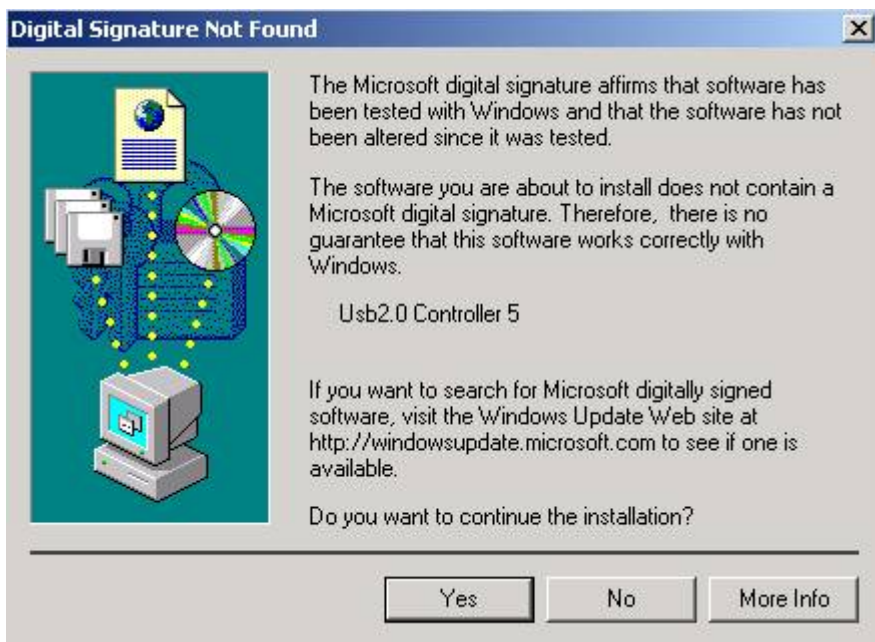 Digital Signature Not Found
The Microsoft digital signature affirms that software has
been tested with Windows and that the software has not
been altered since it was tested.
The software you are about to install does not contain a
Microsoft digital signature. Therefore,  there is no
guarantee that this software works correctly with
Windows.
Usb2.0 Controller 5
If you want to search for Microsoft digitally signed
software, visit the Windows Update Web site at
http://windowsupdate.microsoft.com to see if one is
available.
Do you want to continue the installation?
Yes No More Info